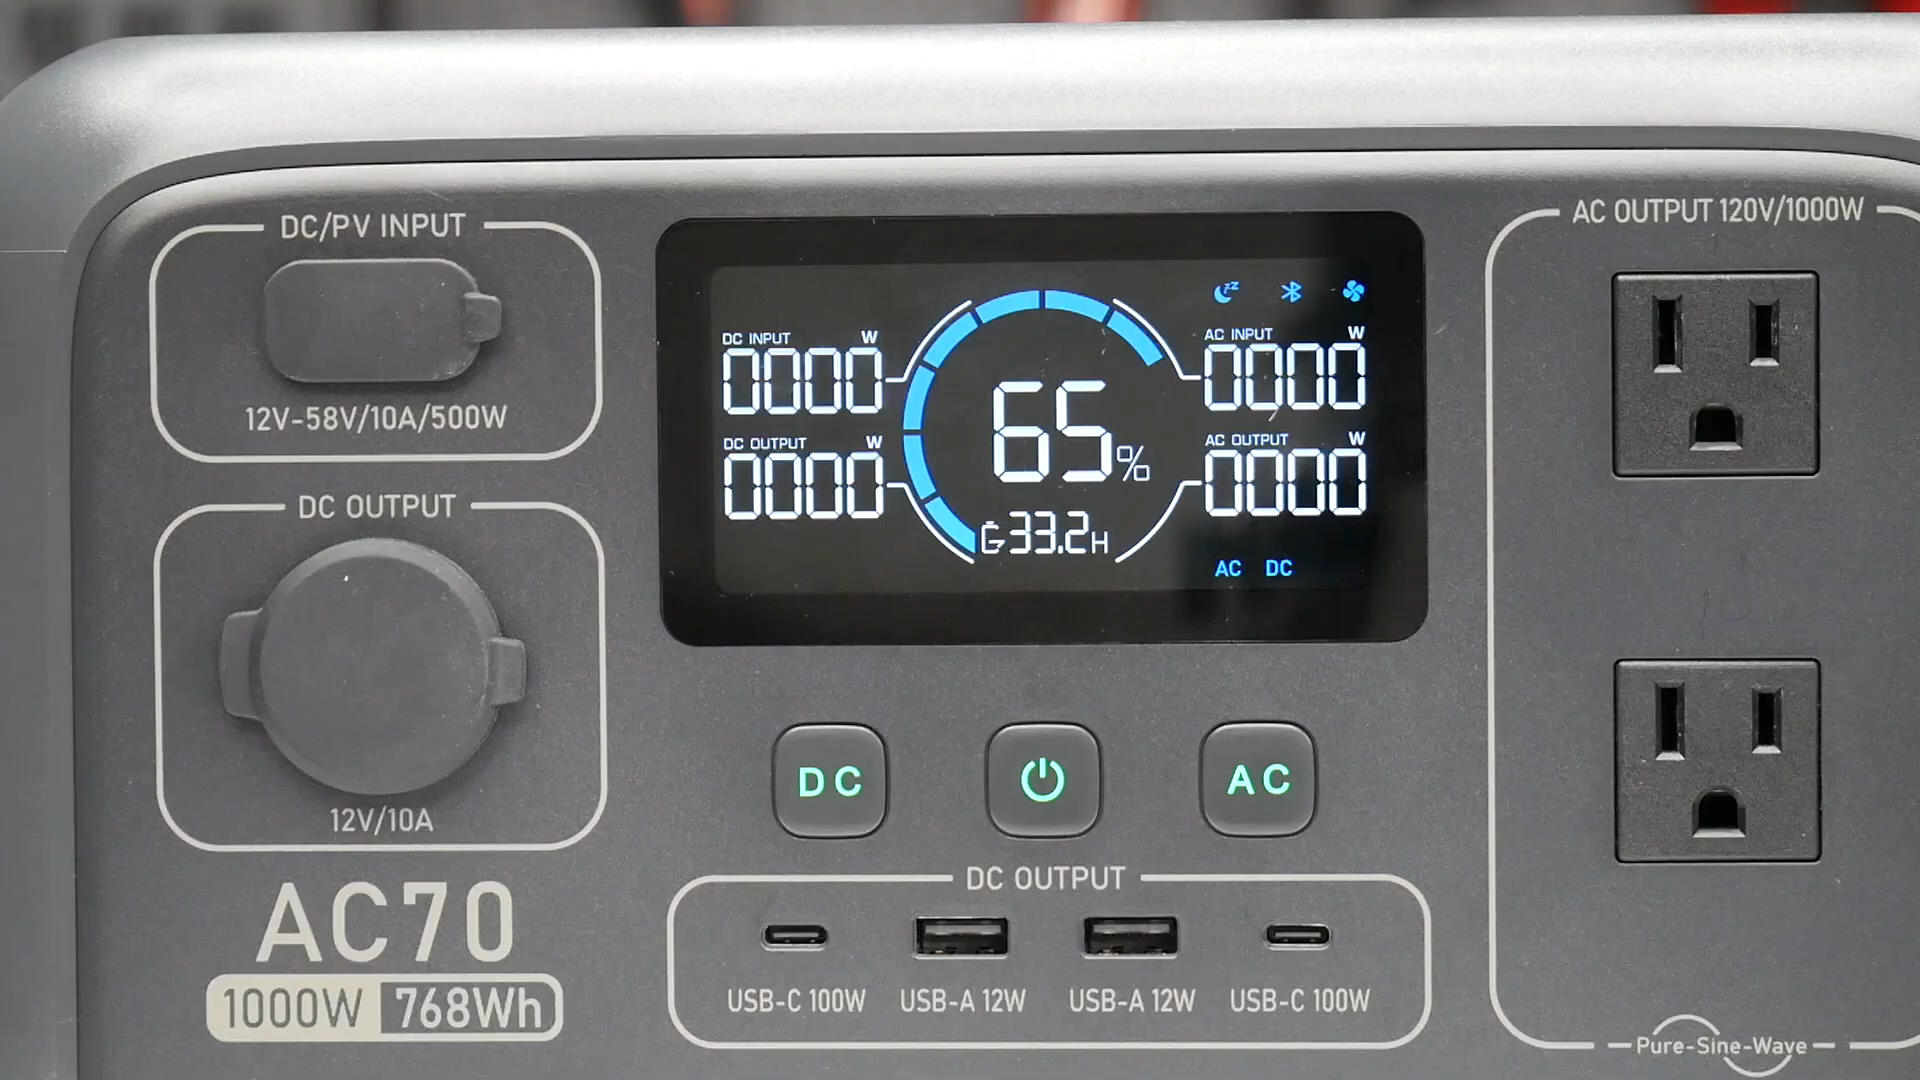 DC/PV INPUT
12V-58V/10A/500W
DC OUTPUT
12V/10A
AC70
1000W 768Wh
DC INPUT W
0000
DC OUTPUT W
0000
65%
33.2H
zz
AC INPUT W
0000
AC OUTPUT W
0000
AC DC
DC
AC
DC OUTPUT
USB-C 100W USB-A 12W USB-A 12W USB-C 100W
AC OUTPUT 120V/1000W
Pure-Sine-Wave